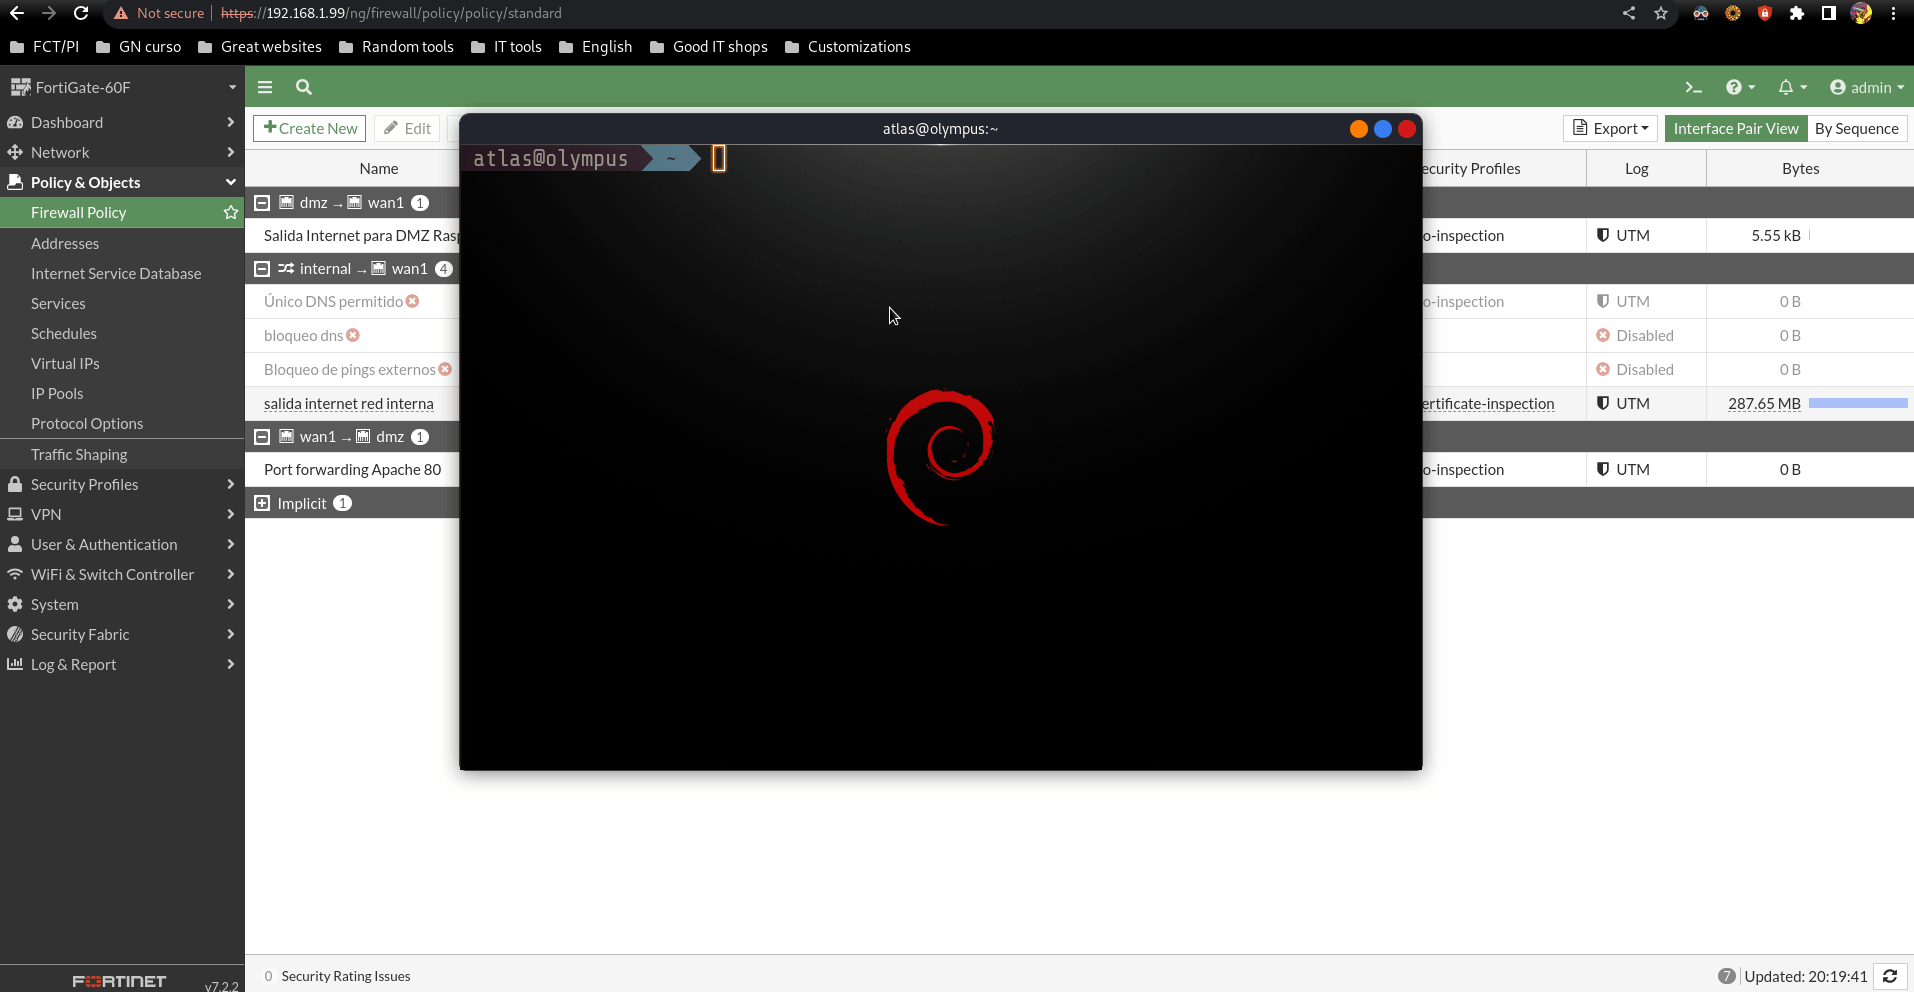 Not secure | https://192.168.1.99/ng/firewall/policy/policy/standard
FCT/PI GN curso Great websites Random tools IT tools English Good IT shops Customizations
FortiGate-60F
admin
Dashboard
Network
Policy & Objects
Firewall Policy
Addresses
Internet Service Database
Services
Schedules
Virtual IPs
IP Pools
Protocol Options
Traffic Shaping
Security Profiles
VPN
User & Authentication
WiFi & Switch Controller
System
Security Fabric
Log & Report
FORTINET v7.2.2
Create New Edit
Export Interface Pair View By Sequence
Name ecurity Profiles Log Bytes
dmz → wan1 1
Salida Internet para DMZ Rasp o-inspection UTM 5.55 kB
internal → wan1 4
Único DNS permitido o-inspection UTM 0 B
bloqueo dns Disabled 0 B
Bloqueo de pings externos Disabled 0 B
salida internet red interna ertificate-inspection UTM 287.65 MB
wan1 → dmz 1
Port forwarding Apache 80 o-inspection UTM 0 B
Implicit 1
atlas@olympus:~
atlas@olympus ~
0 Security Rating Issues
7 Updated: 20:19:41